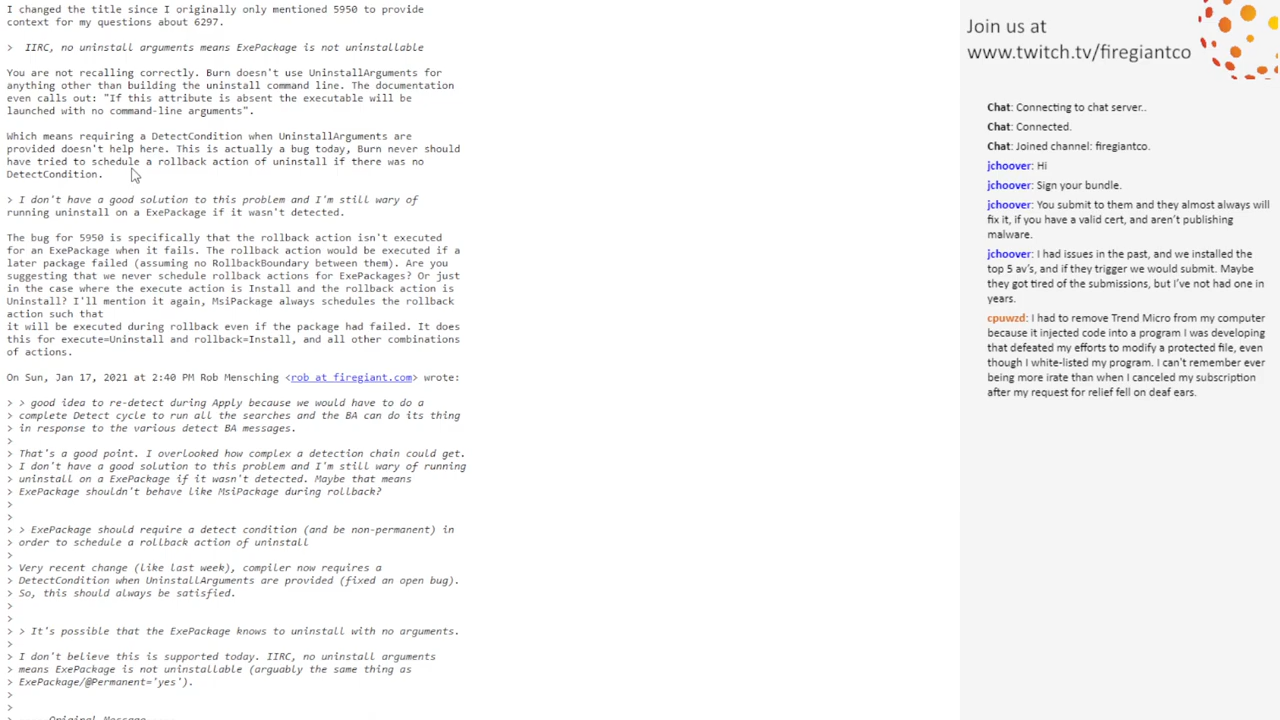 I changed the title since I originally only mentioned 5950 to provide
context for my questions about 6297.
>  IIRC, no uninstall arguments means ExePackage is not uninstallable
You are not recalling correctly. Burn doesn't use UninstallArguments for
anything other than building the uninstall command line. The documentation
even calls out: "If this attribute is absent the executable will be
launched with no command-line arguments".
Which means requiring a DetectCondition when UninstallArguments are
provided doesn't help here. This is actually a bug today, Burn never should
have tried to schedule a rollback action of uninstall if there was no
DetectCondition.
> I don't have a good solution to this problem and I'm still wary of
running uninstall on a ExePackage if it wasn't detected.
The bug for 5950 is specifically that the rollback action isn't executed
for an ExePackage when it fails. The rollback action would be executed if a
later package failed (assuming no RollbackBoundary between them). Are you
suggesting that we never schedule rollback actions for ExePackages? Or just
in the case where the execute action is Install and the rollback action is
Uninstall? I'll mention it again, MsiPackage always schedules the rollback
action such that
it will be executed during rollback even if the package had failed. It does
this for execute=Uninstall and rollback=Install, and all other combinations
of actions.
On Sun, Jan 17, 2021 at 2:40 PM Rob Mensching <rob at firegiant.com> wrote:
> > good idea to re-detect during Apply because we would have to do a
> complete Detect cycle to run all the searches and the BA can do its thing
> in response to the various detect BA messages.
>
> That's a good point. I overlooked how complex a detection chain could get.
> I don't have a good solution to this problem and I'm still wary of running
> uninstall on a ExePackage if it wasn't detected. Maybe that means
> ExePackage shouldn't behave like MsiPackage during rollback?
>
>
> > ExePackage should require a detect condition (and be non-permanent) in
> order to schedule a rollback action of uninstall
>
> Very recent change (like last week), compiler now requires a
> DetectCondition when UninstallArguments are provided (fixed an open bug).
> So, this should always be satisfied.
>
>
> > It's possible that the ExePackage knows to uninstall with no arguments.
>
> I don't believe this is supported today. IIRC, no uninstall arguments
> means ExePackage is not uninstallable (arguably the same thing as
> ExePackage/@Permanent='yes').
>
>
> -----Original Message-----
Join us at
www.twitch.tv/firegiantco
Chat: Connecting to chat server..
Chat: Connected.
Chat: Joined channel: firegiantco.
jchoover: Hi
jchoover: Sign your bundle.
jchoover: You submit to them and they almost always will
fix it, if you have a valid cert, and aren't publishing
malware.
jchoover: I had issues in the past, and we installed the
top 5 av's, and if they trigger we would submit. Maybe
they got tired of the submissions, but I've not had one in
years.
cpuwzd: I had to remove Trend Micro from my computer
because it injected code into a program I was developing
that defeated my efforts to modify a protected file, even
though I white-listed my program. I can't remember ever
being more irate than when I canceled my subscription
after my request for relief fell on deaf ears.